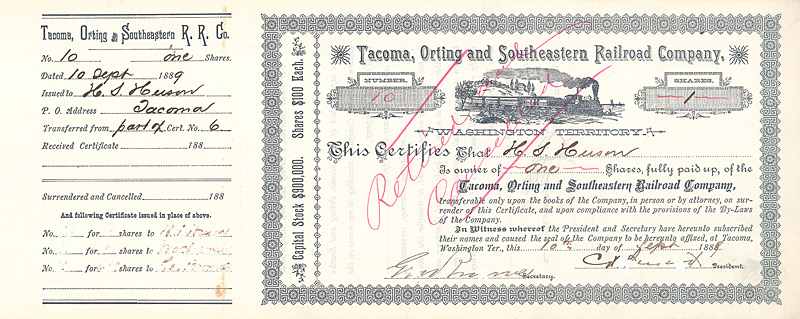 Tacoma, Orting and Southeastern R. R. Co.
No. 10 one Shares.
Dated 10 Sept 1889
Issued to H. S. Huson
P. O. Address Tacoma
Transferred from part of Cert. No. 6
Received Certificate 188
Surrendered and Cancelled 188
And following Certificate issued in place of above.
No. for shares to
No. for shares to
No. for shares to
Capital Stock $900,000. Shares $100 Each.
Tacoma, Orting and Southeastern Railroad Company.
NUMBER
10
SHARES
1
WASHINGTON TERRITORY.
This Certifies That H. S. Huson
Is owner of one Shares, fully paid up, of the
Tacoma, Orting and Southeastern Railroad Company,
transferable only upon the books of the Company, in person or by attorney, on sur-
render of this Certificate, and upon compliance with the provisions of the By-Laws
of the Company.
In Witness whereof the President and Secretary have hereunto subscribed
their names and caused the seal of the Company to be hereunto affixed, at Tacoma,
Washington Ter., this 10th day of Sept 1889
Secretary. President.
Returned and
Cancelled